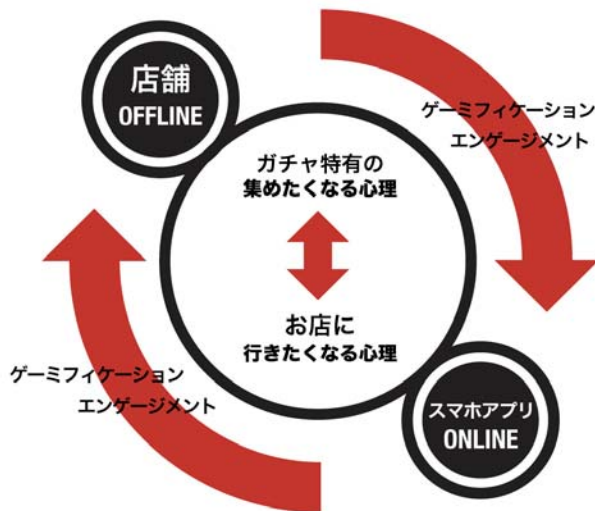 店舗
OFFLINE
ゲーミフィケーション
エンゲージメント
ガチャ特有の
集めたくなる心理
お店に
行きたくなる心理
ゲーミフィケーション
エンゲージメント
スマホアプリ
ONLINE